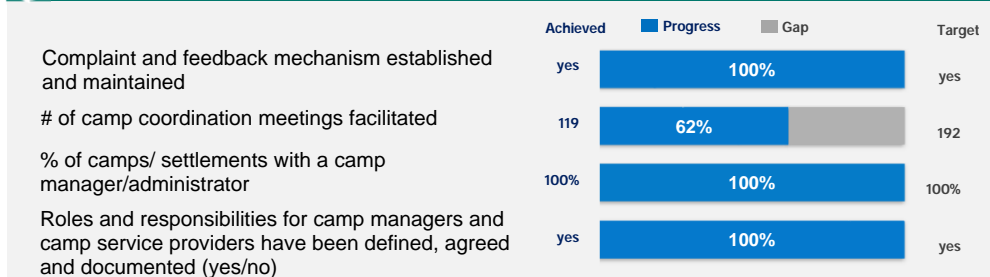 Achieved Progress Gap Target
Complaint and feedback mechanism established
and maintained
yes 100% yes
# of camp coordination meetings facilitated
119 62% 192
% of camps/ settlements with a camp
manager/administrator
100% 100% 100%
Roles and responsibilities for camp managers and
camp service providers have been defined, agreed
and documented (yes/no)
yes 100% yes